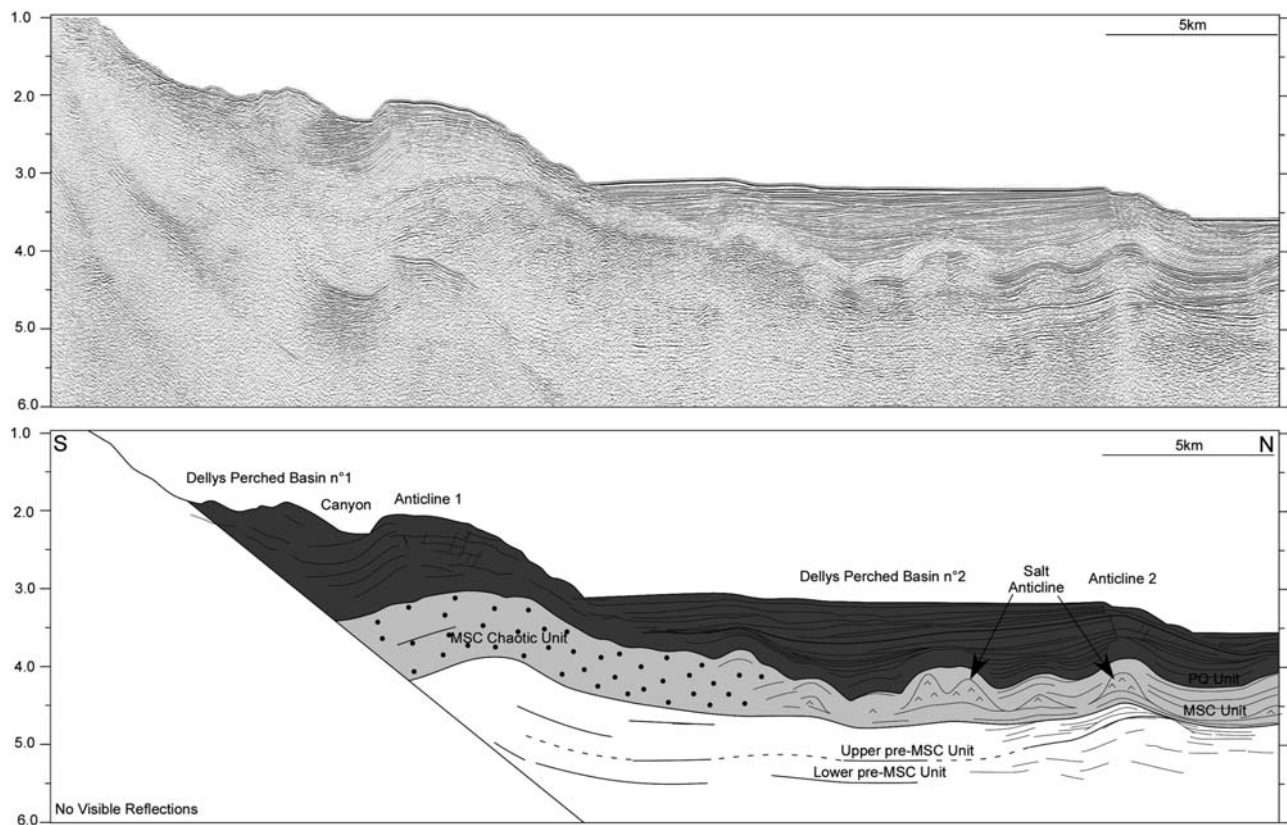 1.0
5km
2.0
3.0
4.0
5.0
6.0
1.0
S
5km
N
Dellys Perched Basin n°1
Canyon
Anticline 1
2.0
3.0
Dellys Perched Basin n°2
Salt
Anticline
Anticline 2
MSC Chaotic Unit
4.0
PQ Unit
MSC Unit
5.0
Upper pre-MSC Unit
Lower pre-MSC Unit
No Visible Reflections
6.0